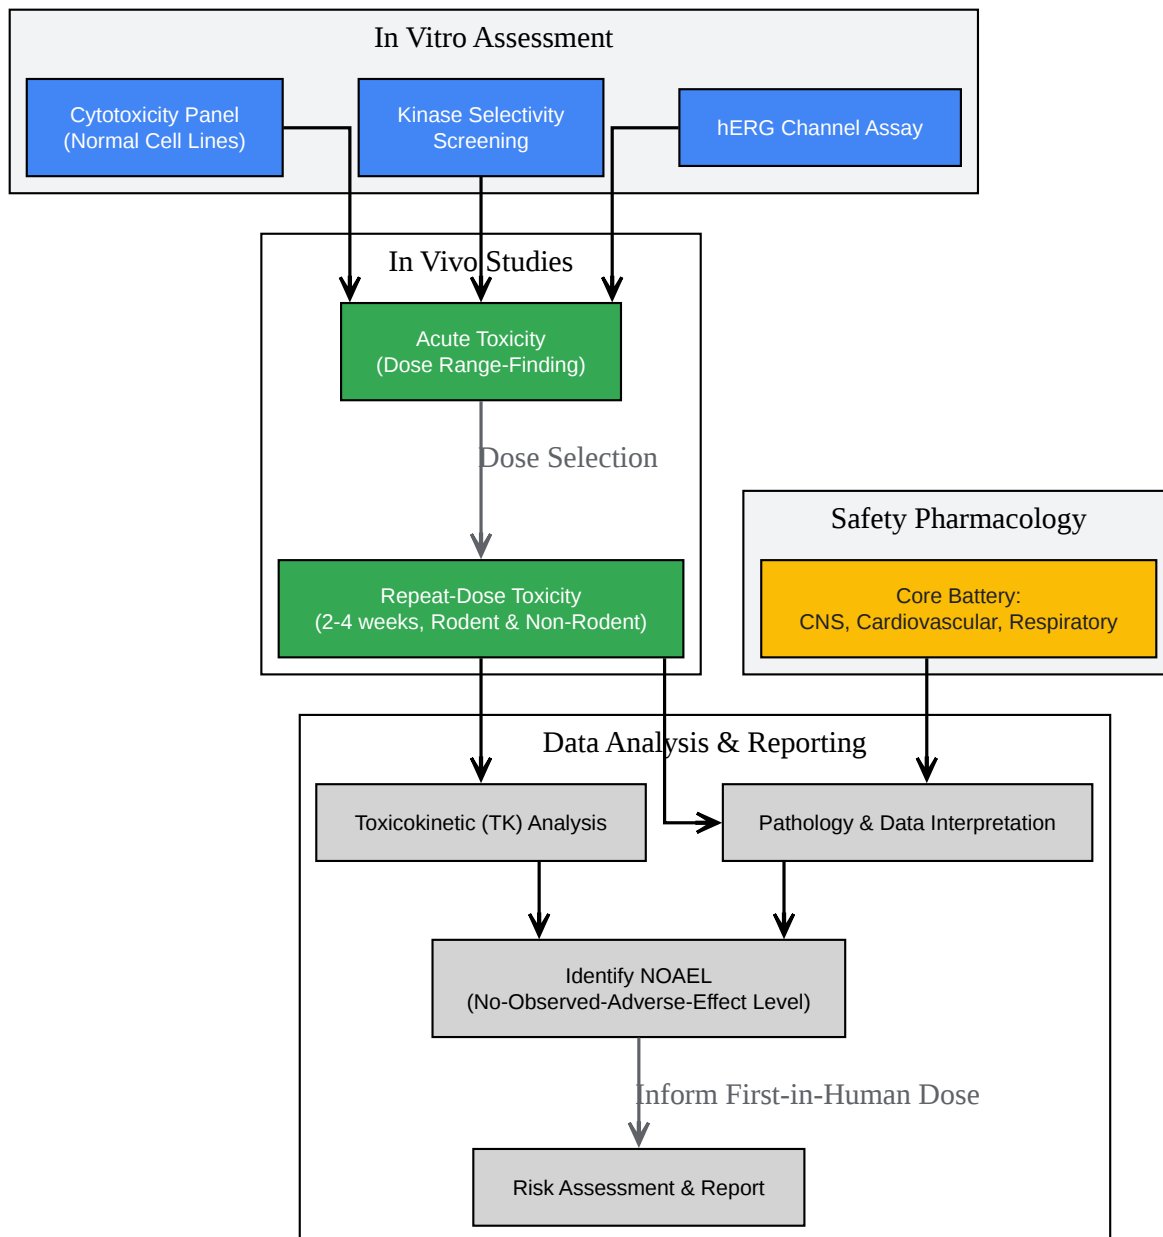 In Vitro Assessment
Cytotoxicity Panel
(Normal Cell Lines)
Kinase Selectivity
Screening
hERG Channel Assay
In Vivo Studies
Acute Toxicity
(Dose Range-Finding)
Dose Selection
Repeat-Dose Toxicity
(2-4 weeks, Rodent & Non-Rodent)
Safety Pharmacology
Core Battery:
CNS, Cardiovascular, Respiratory
Data Analysis & Reporting
Toxicokinetic (TK) Analysis
Pathology & Data Interpretation
Identify NOAEL
(No-Observed-Adverse-Effect Level)
Inform First-in-Human Dose
Risk Assessment & Report